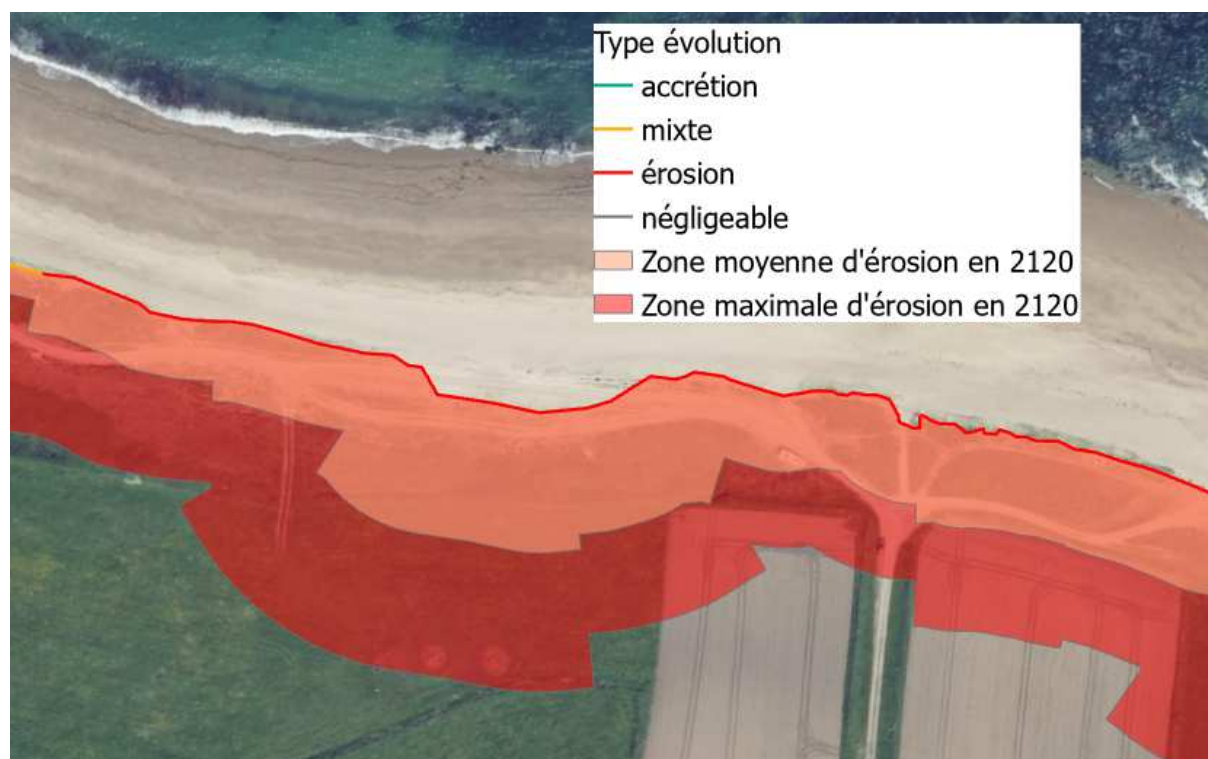 Type évolution
accrétion
mixte
érosion
négligeable
Zone moyenne d'érosion en 2120
Zone maximale d'érosion en 2120